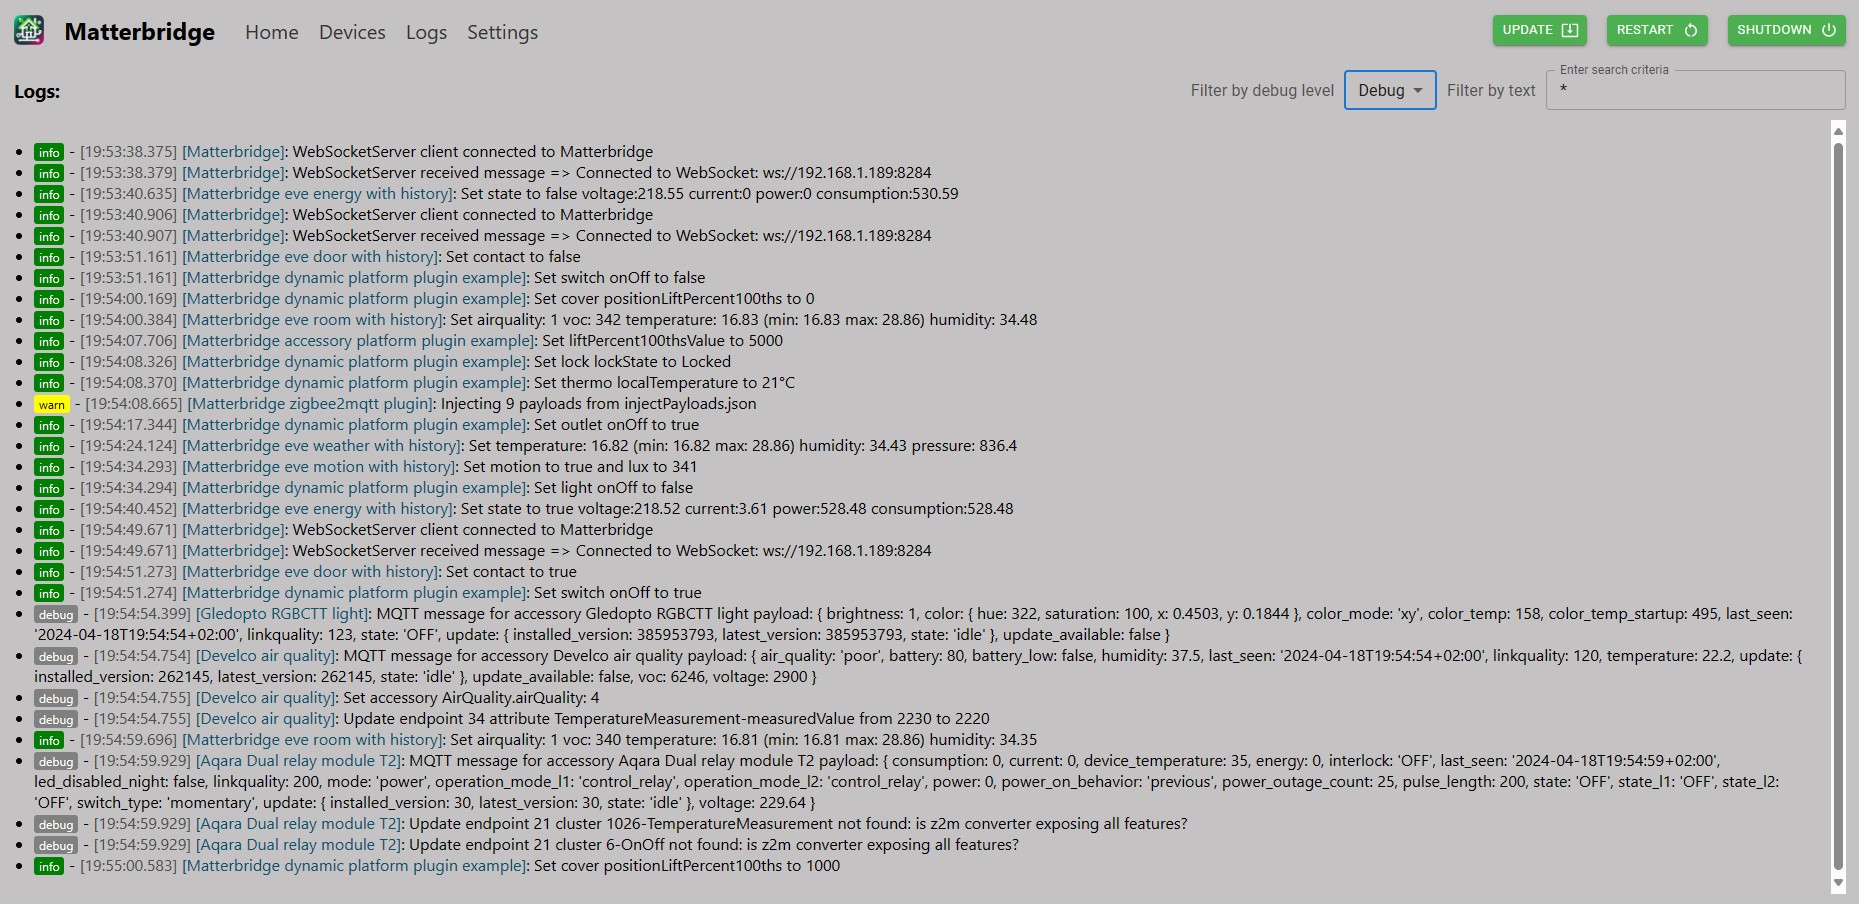 Matterbridge Home Devices Logs Settings UPDATE RESTART SHUTDOWN
Enter search criteria
Logs: Filter by debug level Debug Filter by text *
info - [19:53:38.375] [Matterbridge]: WebSocketServer client connected to Matterbridge
info - [19:53:38.379] [Matterbridge]: WebSocketServer received message => Connected to WebSocket: ws://192.168.1.189:8284
info - [19:53:40.635] [Matterbridge eve energy with history]: Set state to false voltage:218.55 current:0 power:0 consumption:530.59
info - [19:53:40.906] [Matterbridge]: WebSocketServer client connected to Matterbridge
info - [19:53:40.907] [Matterbridge]: WebSocketServer received message => Connected to WebSocket: ws://192.168.1.189:8284
info - [19:53:51.161] [Matterbridge eve door with history]: Set contact to false
info - [19:53:51.161] [Matterbridge dynamic platform plugin example]: Set switch onOff to false
info - [19:54:00.169] [Matterbridge dynamic platform plugin example]: Set cover positionLiftPercent100ths to 0
info - [19:54:00.384] [Matterbridge eve room with history]: Set airquality: 1 voc: 342 temperature: 16.83 (min: 16.83 max: 28.86) humidity: 34.48
info - [19:54:07.706] [Matterbridge accessory platform plugin example]: Set liftPercent100thsValue to 5000
info - [19:54:08.326] [Matterbridge dynamic platform plugin example]: Set lock lockState to Locked
info - [19:54:08.370] [Matterbridge dynamic platform plugin example]: Set thermo localTemperature to 21°C
warn - [19:54:08.665] [Matterbridge zigbee2mqtt plugin]: Injecting 9 payloads from injectPayloads.json
info - [19:54:17.344] [Matterbridge dynamic platform plugin example]: Set outlet onOff to true
info - [19:54:24.124] [Matterbridge eve weather with history]: Set temperature: 16.82 (min: 16.82 max: 28.86) humidity: 34.43 pressure: 836.4
info - [19:54:34.293] [Matterbridge eve motion with history]: Set motion to true and lux to 341
info - [19:54:34.294] [Matterbridge dynamic platform plugin example]: Set light onOff to false
info - [19:54:40.452] [Matterbridge eve energy with history]: Set state to true voltage:218.52 current:3.61 power:528.48 consumption:528.48
info - [19:54:49.671] [Matterbridge]: WebSocketServer client connected to Matterbridge
info - [19:54:49.671] [Matterbridge]: WebSocketServer received message => Connected to WebSocket: ws://192.168.1.189:8284
info - [19:54:51.273] [Matterbridge eve door with history]: Set contact to true
info - [19:54:51.274] [Matterbridge dynamic platform plugin example]: Set switch onOff to true
debug - [19:54:54.399] [Gledopto RGBCTT light]: MQTT message for accessory Gledopto RGBCTT light payload: { brightness: 1, color: { hue: 322, saturation: 100, x: 0.4503, y: 0.1844 }, color_mode: 'xy', color_temp: 158, color_temp_startup: 495, last_seen:
'2024-04-18T19:54:54+02:00', linkquality: 123, state: 'OFF', update: { installed_version: 385953793, latest_version: 385953793, state: 'idle' }, update_available: false }
debug - [19:54:54.754] [Develco air quality]: MQTT message for accessory Develco air quality payload: { air_quality: 'poor', battery: 80, battery_low: false, humidity: 37.5, last_seen: '2024-04-18T19:54:54+02:00', linkquality: 120, temperature: 22.2, update: {
installed_version: 262145, latest_version: 262145, state: 'idle' }, update_available: false, voc: 6246, voltage: 2900 }
debug - [19:54:54.755] [Develco air quality]: Set accessory AirQuality.airQuality: 4
debug - [19:54:54.755] [Develco air quality]: Update endpoint 34 attribute TemperatureMeasurement-measuredValue from 2230 to 2220
info - [19:54:59.696] [Matterbridge eve room with history]: Set airquality: 1 voc: 340 temperature: 16.81 (min: 16.81 max: 28.86) humidity: 34.35
debug - [19:54:59.929] [Aqara Dual relay module T2]: MQTT message for accessory Aqara Dual relay module T2 payload: { consumption: 0, current: 0, device_temperature: 35, energy: 0, interlock: 'OFF', last_seen: '2024-04-18T19:54:59+02:00',
led_disabled_night: false, linkquality: 200, mode: 'power', operation_mode_l1: 'control_relay', operation_mode_l2: 'control_relay', power: 0, power_on_behavior: 'previous', power_outage_count: 25, pulse_length: 200, state: 'OFF', state_l1: 'OFF', state_l2:
'OFF', switch_type: 'momentary', update: { installed_version: 30, latest_version: 30, state: 'idle' }, voltage: 229.64 }
debug - [19:54:59.929] [Aqara Dual relay module T2]: Update endpoint 21 cluster 1026-TemperatureMeasurement not found: is z2m converter exposing all features?
debug - [19:54:59.929] [Aqara Dual relay module T2]: Update endpoint 21 cluster 6-OnOff not found: is z2m converter exposing all features?
info - [19:55:00.583] [Matterbridge dynamic platform plugin example]: Set cover positionLiftPercent100ths to 1000